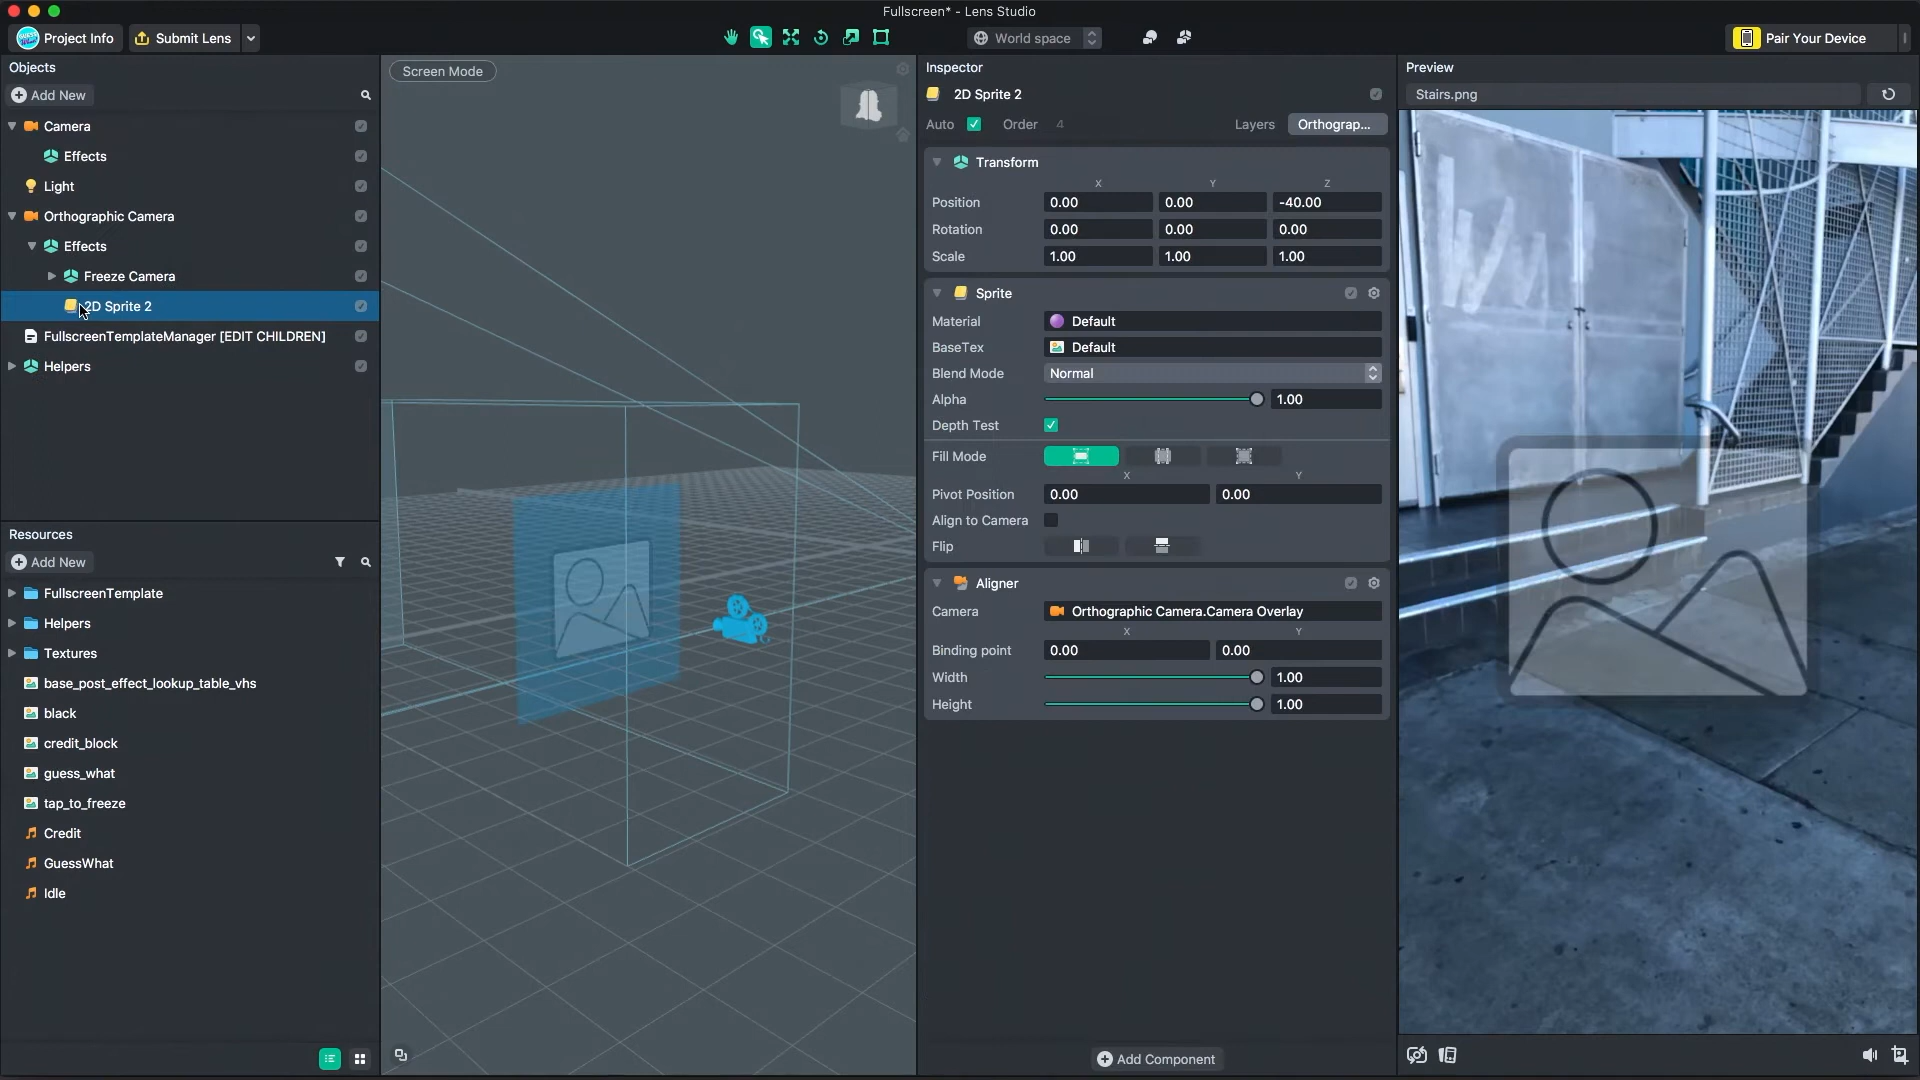 Fullscreen* - Lens Studio
Project Info
Submit Lens
World space
Pair Your Device
Objects
Add New
Camera
Effects
Light
Orthographic Camera
Effects
Freeze Camera
2D Sprite 2
FullscreenTemplateManager [EDIT CHILDREN]
Helpers
Resources
Add New
FullscreenTemplate
Helpers
Textures
base_post_effect_lookup_table_vhs
black
credit_block
guess_what
tap_to_freeze
Credit
GuessWhat
Idle
Screen Mode
Inspector
2D Sprite 2
Auto Order 4 Layers Orthograp...
Transform
X Y Z
Position 0.00 0.00 -40.00
Rotation 0.00 0.00 0.00
Scale 1.00 1.00 1.00
Sprite
Material Default
BaseTex Default
Blend Mode Normal
Alpha 1.00
Depth Test
Fill Mode
X Y
Pivot Position 0.00 0.00
Align to Camera
Flip
Aligner
Camera Orthographic Camera.Camera Overlay
X Y
Binding point 0.00 0.00
Width 1.00
Height 1.00
Add Component
Preview
Stairs.png